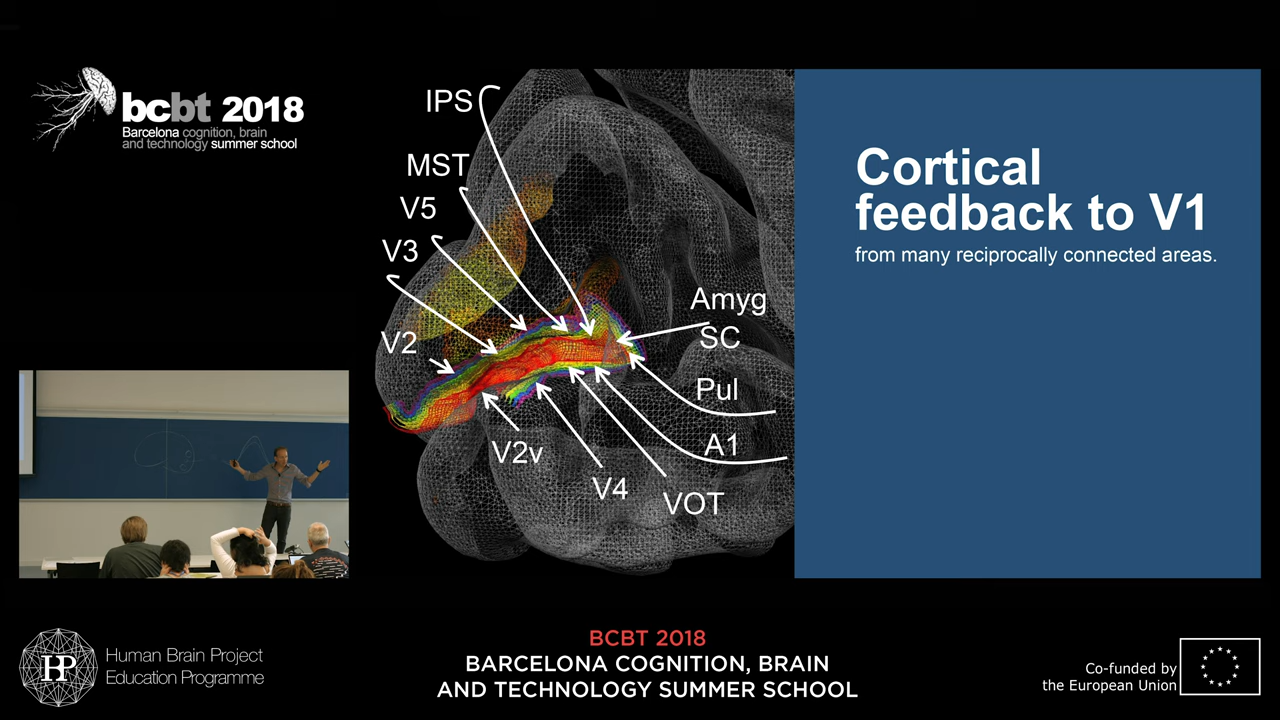 bcbt 2018
Barcelona cognition, brain
and technology summer school
IPS
MST
V5
V3
V2
V2v
V4
VOT
A1
Pul
SC
Amyg
Cortical
feedback to V1
from many reciprocally connected areas.
HP
Human Brain Project
Education Programme
BCBT 2018
BARCELONA COGNITION, BRAIN
AND TECHNOLOGY SUMMER SCHOOL
Co-funded by
the European Union